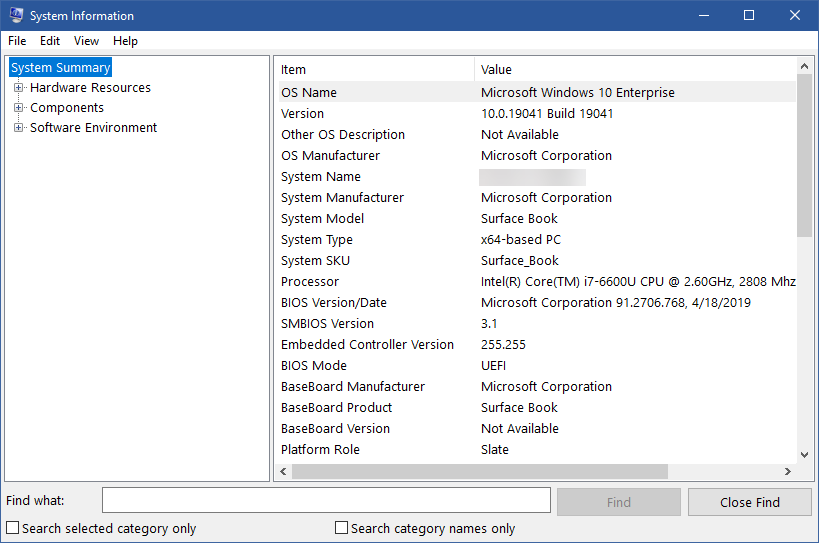 System Information
File Edit View Help
System Summary
Hardware Resources
Components
Software Environment
Item Value
OS Name Microsoft Windows 10 Enterprise
Version 10.0.19041 Build 19041
Other OS Description Not Available
OS Manufacturer Microsoft Corporation
System Name
System Manufacturer Microsoft Corporation
System Model Surface Book
System Type x64-based PC
System SKU Surface_Book
Processor Intel(R) Core(TM) i7-6600U CPU @ 2.60GHz, 2808 Mhz
BIOS Version/Date Microsoft Corporation 91.2706.768, 4/18/2019
SMBIOS Version 3.1
Embedded Controller Version 255.255
BIOS Mode UEFI
BaseBoard Manufacturer Microsoft Corporation
BaseBoard Product Surface Book
BaseBoard Version Not Available
Platform Role Slate
Find what: Find Close Find
Search selected category only Search category names only